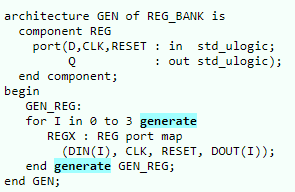 architecture GEN of REG_BANK is
  component REG
    port(D,CLK,RESET : in  std_ulogic;
         Q           : out std_ulogic);
  end component;
begin
   GEN_REG:
   for I in 0 to 3 generate
      REGX : REG port map
        (DIN(I), CLK, RESET, DOUT(I));
   end generate GEN_REG;
end GEN;